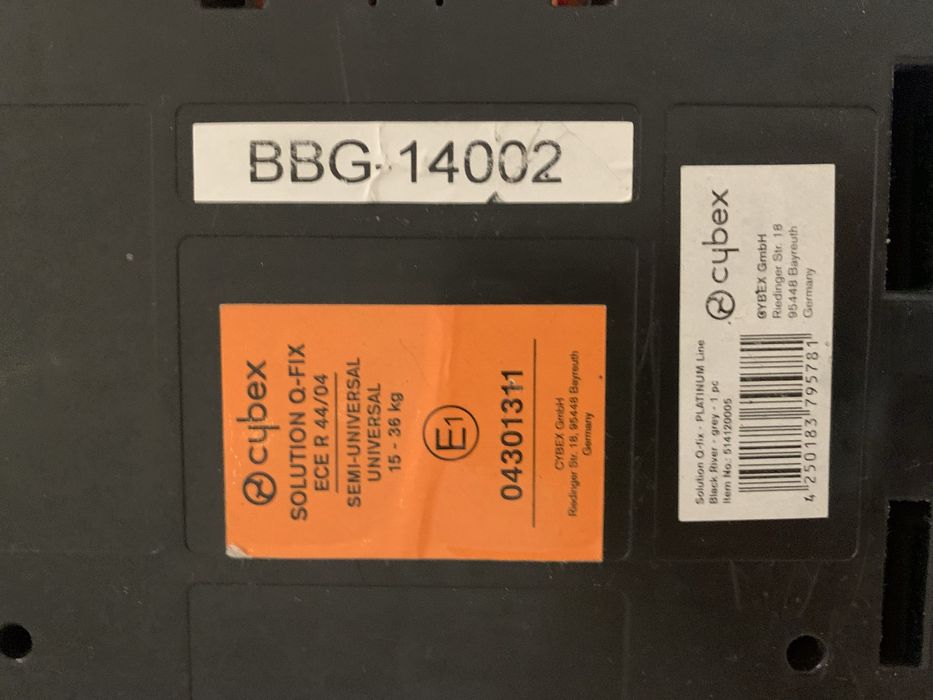 BBG-14002
cybex
SOLUTION Q-FIX
ECE R 44/04
SEMI-UNIVERSAL
UNIVERSAL
15 - 36 kg
E1
04301311
CYBEX GmbH
Riedinger Str. 18, 95448 Bayreuth
Germany
cybex
CYBEX GmbH
Riedinger Str. 18
95448 Bayreuth
Germany
Solution Q-fix - PLATINUM Line
Black River - grey - 1 pc
Item No.: 514120005
4 250183 795781